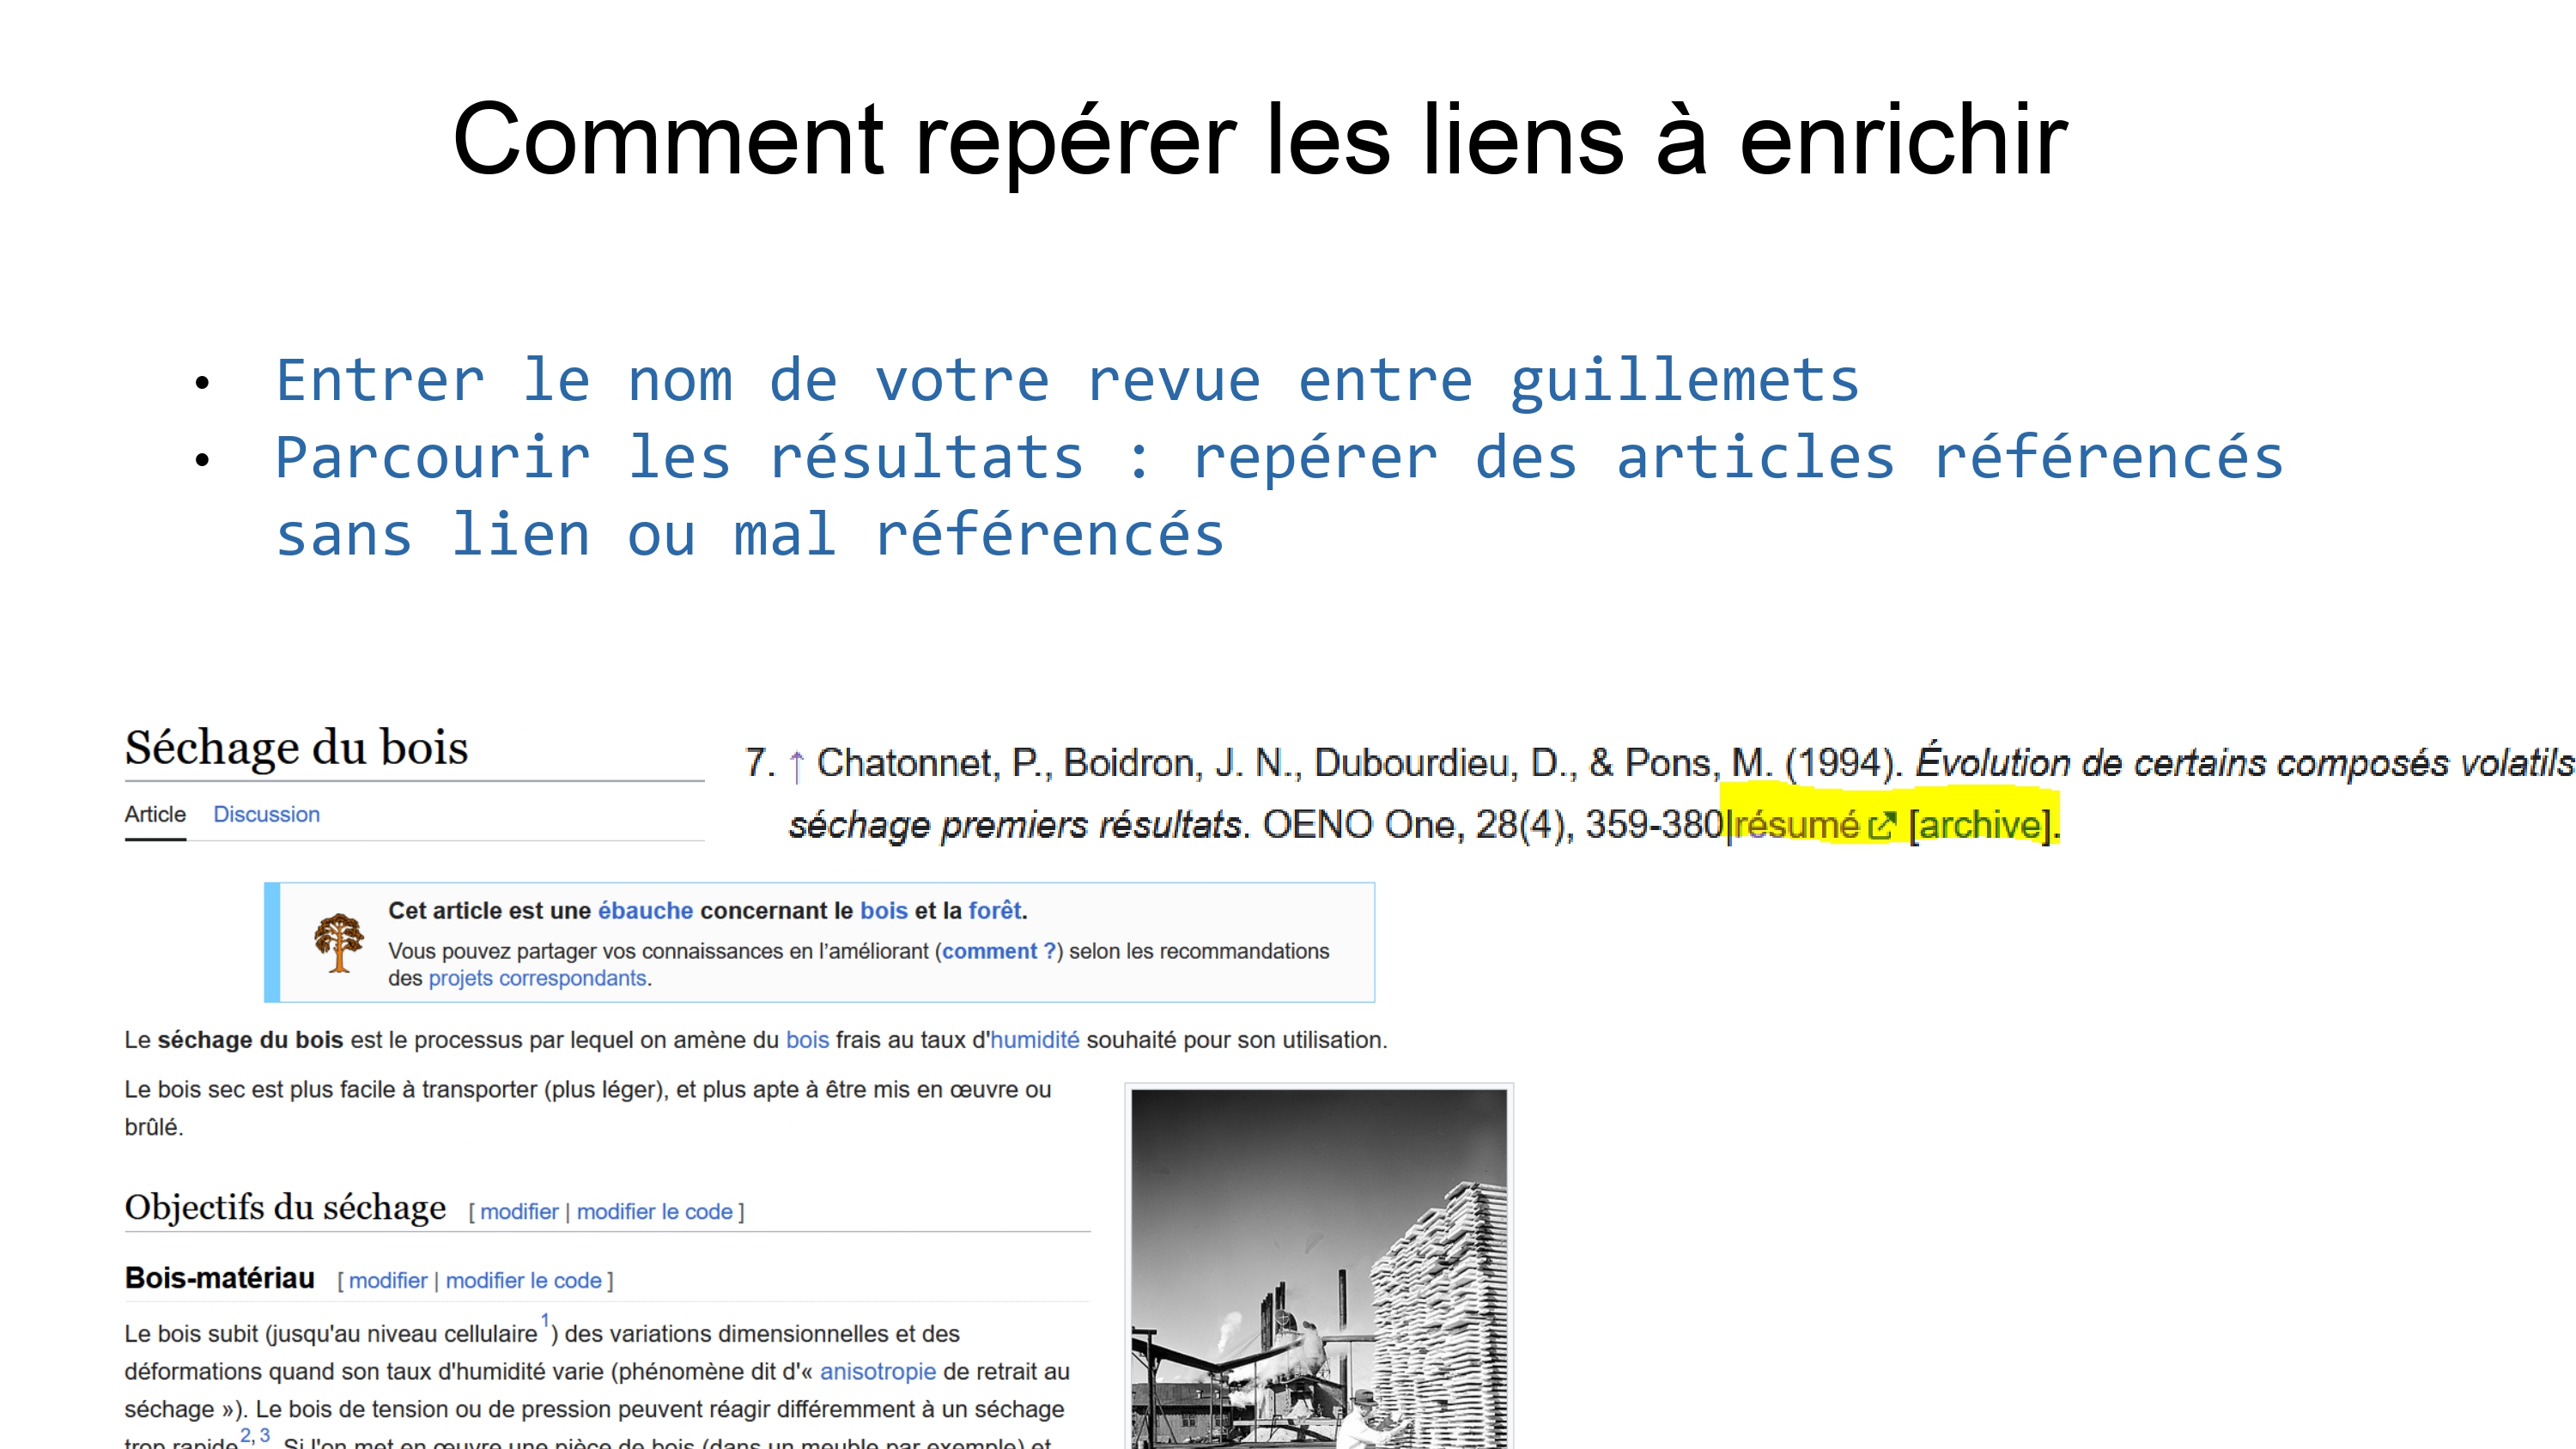 Comment repérer les liens à enrichir
• Entrer le nom de votre revue entre guillemets
• Parcourir les résultats : repérer des articles référencés
sans lien ou mal référencés
Séchage du bois
Article Discussion
7. ↑ Chatonnet, P., Boidron, J. N., Dubourdieu, D., & Pons, M. (1994). Évolution de certains composés volatils
séchage premiers résultats. OENO One, 28(4), 359-380|résumé [archive].
Cet article est une ébauche concernant le bois et la forêt.
Vous pouvez partager vos connaissances en l'améliorant (comment ?) selon les recommandations
des projets correspondants.
Le séchage du bois est le processus par lequel on amène du bois frais au taux d'humidité souhaité pour son utilisation.
Le bois sec est plus facile à transporter (plus léger), et plus apte à être mis en œuvre ou
brûlé.
Objectifs du séchage [ modifier | modifier le code ]
Bois-matériau [ modifier | modifier le code ]
Le bois subit (jusqu'au niveau cellulaire1) des variations dimensionnelles et des
déformations quand son taux d'humidité varie (phénomène dit d'« anisotropie de retrait au
séchage »). Le bois de tension ou de pression peuvent réagir différemment à un séchage
trop rapide2, 3. Si l'on met en œuvre une pièce de bois (dans un meuble par exemple) et